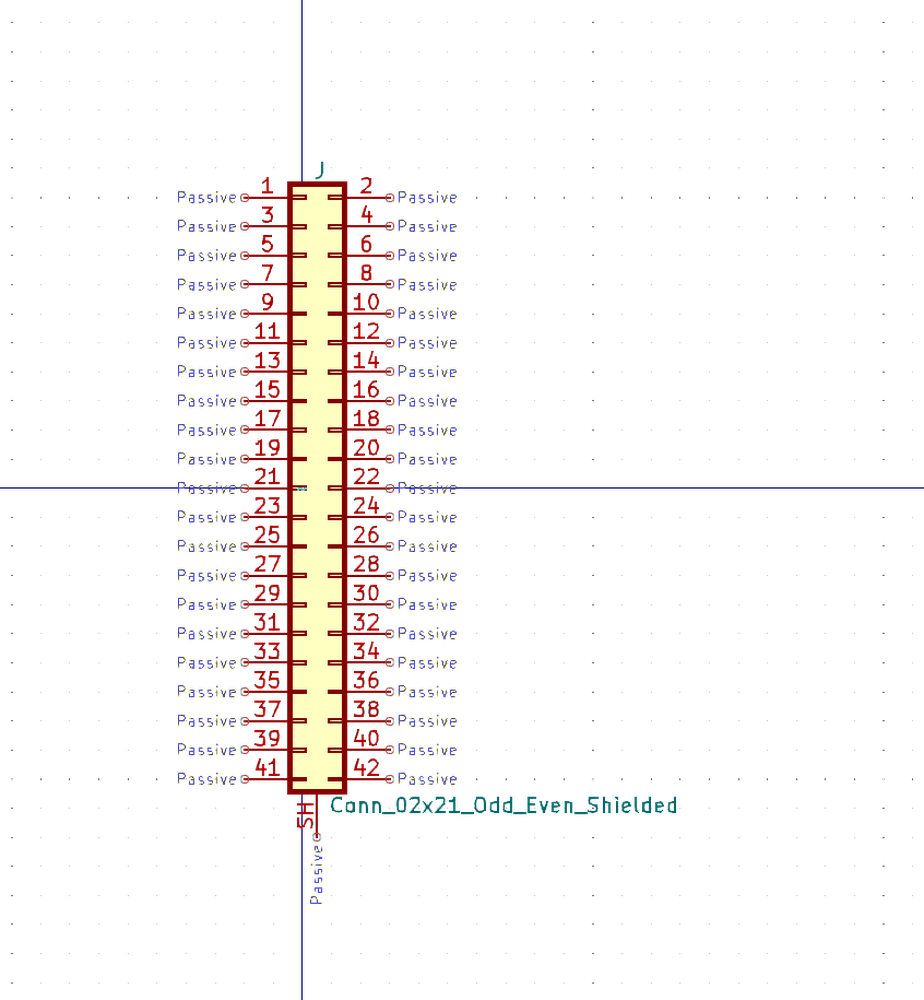 J
Passive 1 2 Passive
Passive 3 4 Passive
Passive 5 6 Passive
Passive 7 8 Passive
Passive 9 10 Passive
Passive 11 12 Passive
Passive 13 14 Passive
Passive 15 16 Passive
Passive 17 18 Passive
Passive 19 20 Passive
Passive 21 22 Passive
Passive 23 24 Passive
Passive 25 26 Passive
Passive 27 28 Passive
Passive 29 30 Passive
Passive 31 32 Passive
Passive 33 34 Passive
Passive 35 36 Passive
Passive 37 38 Passive
Passive 39 40 Passive
Passive 41 42 Passive
SH
Conn_02x21_Odd_Even_Shielded
Passive